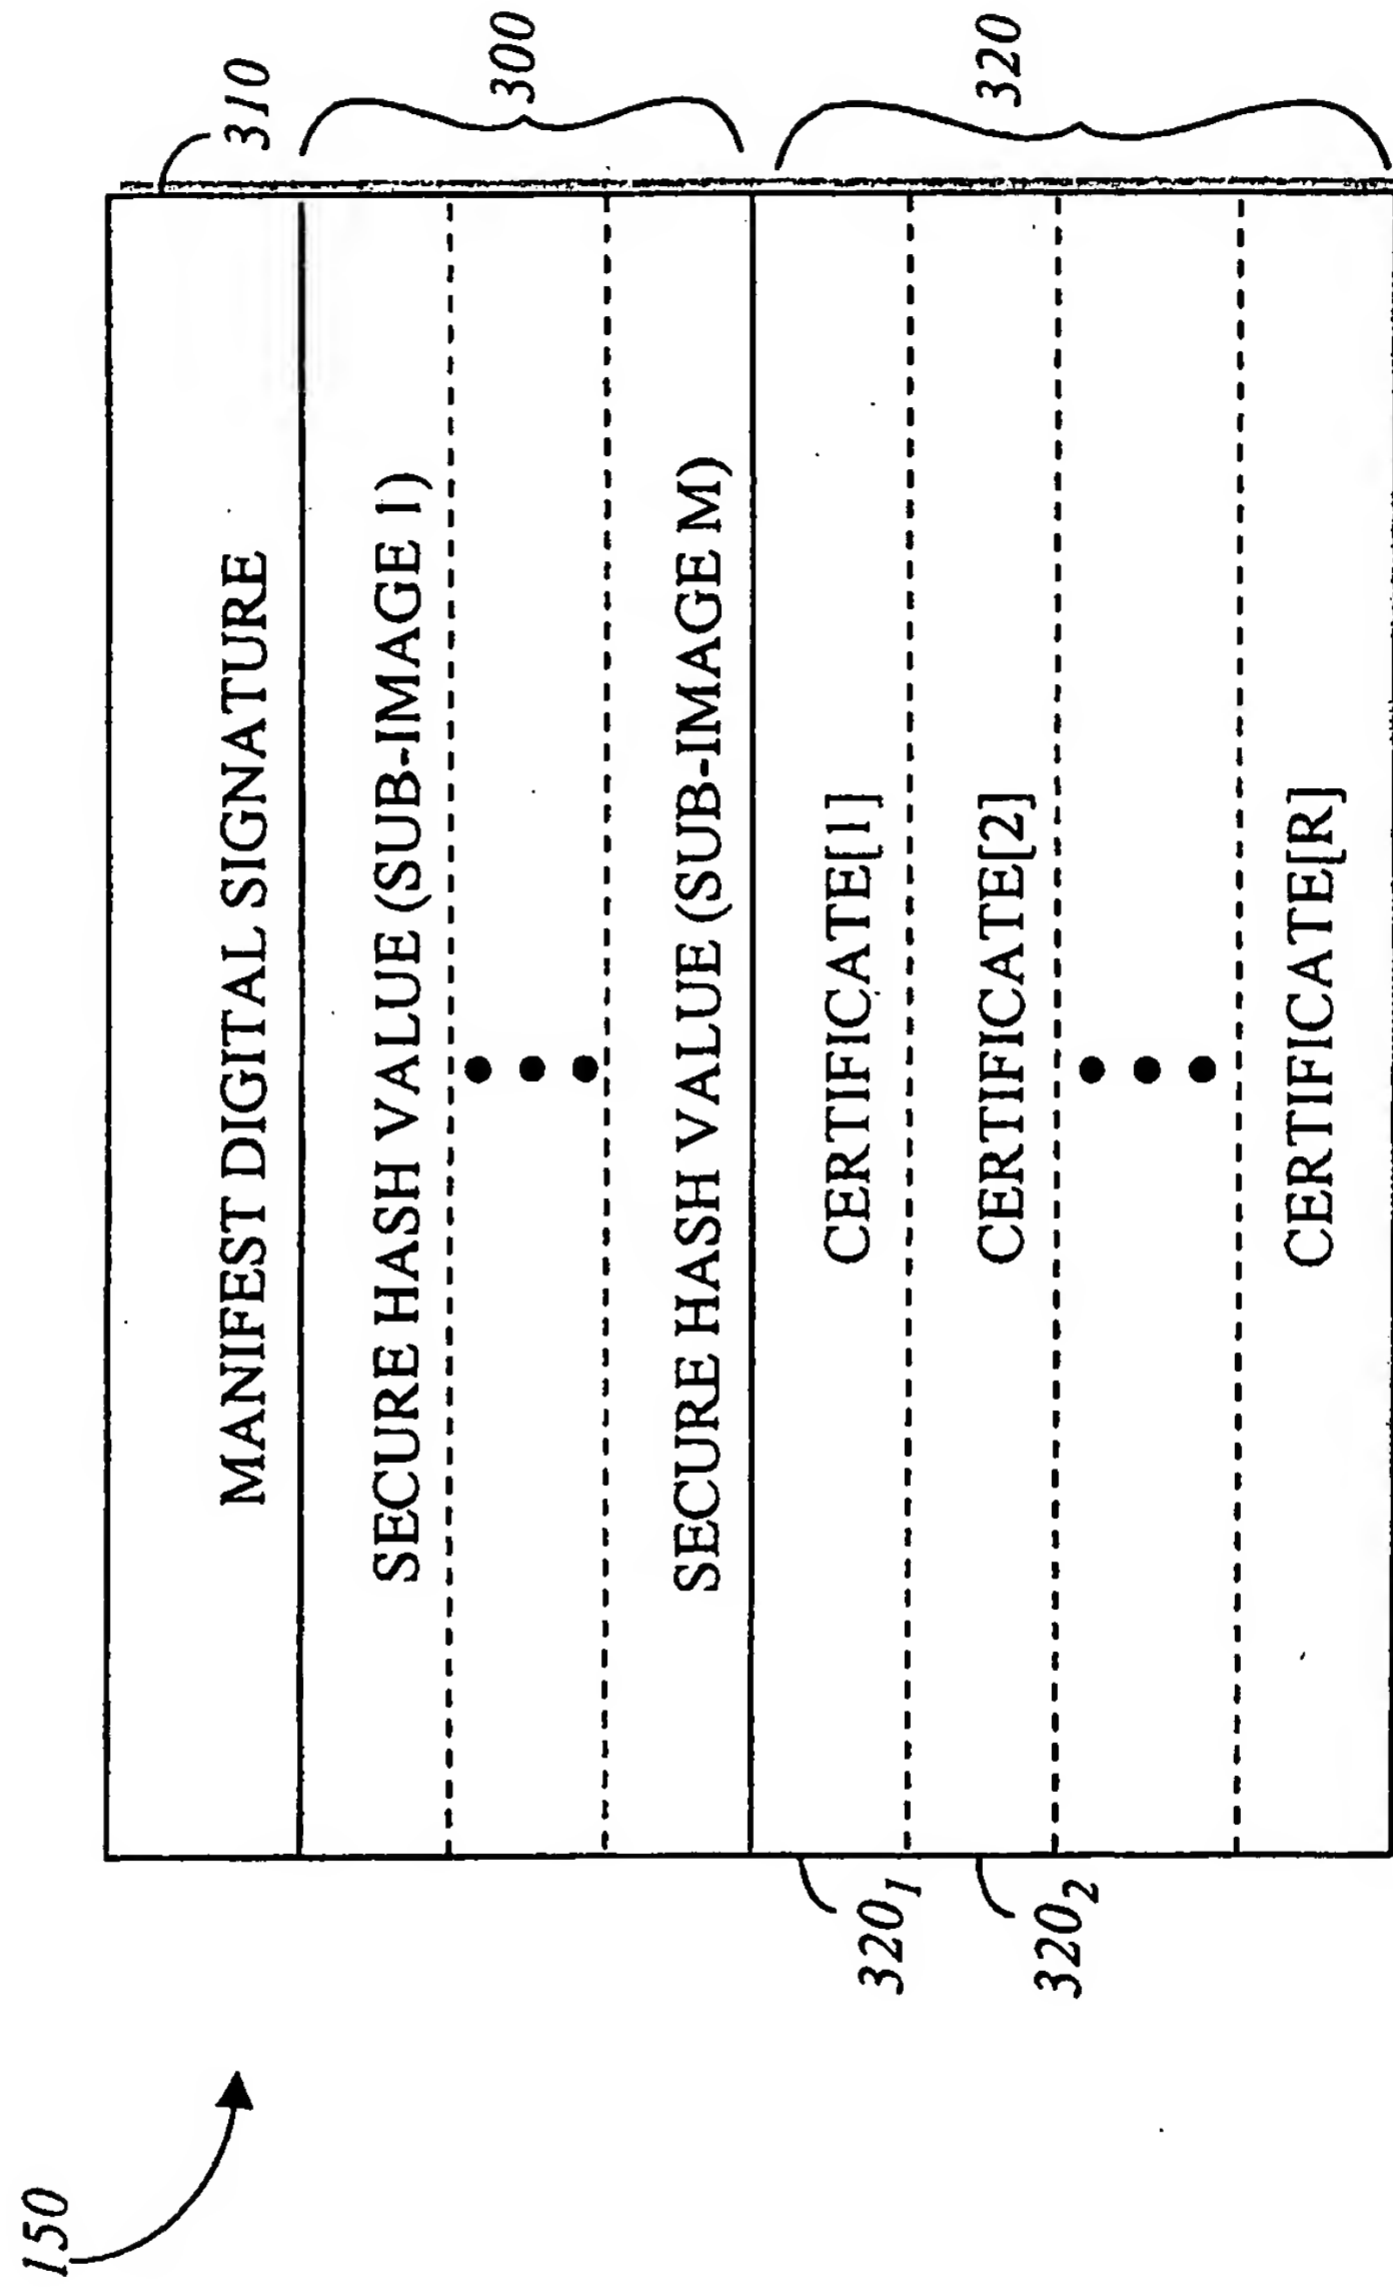 150
MANIFEST DIGITAL SIGNATURE
310
SECURE HASH VALUE (SUB-IMAGE 1)
300
SECURE HASH VALUE (SUB-IMAGE M)
320₁
CERTIFICATE[1]
320
320₂
CERTIFICATE[2]
CERTIFICATE[R]